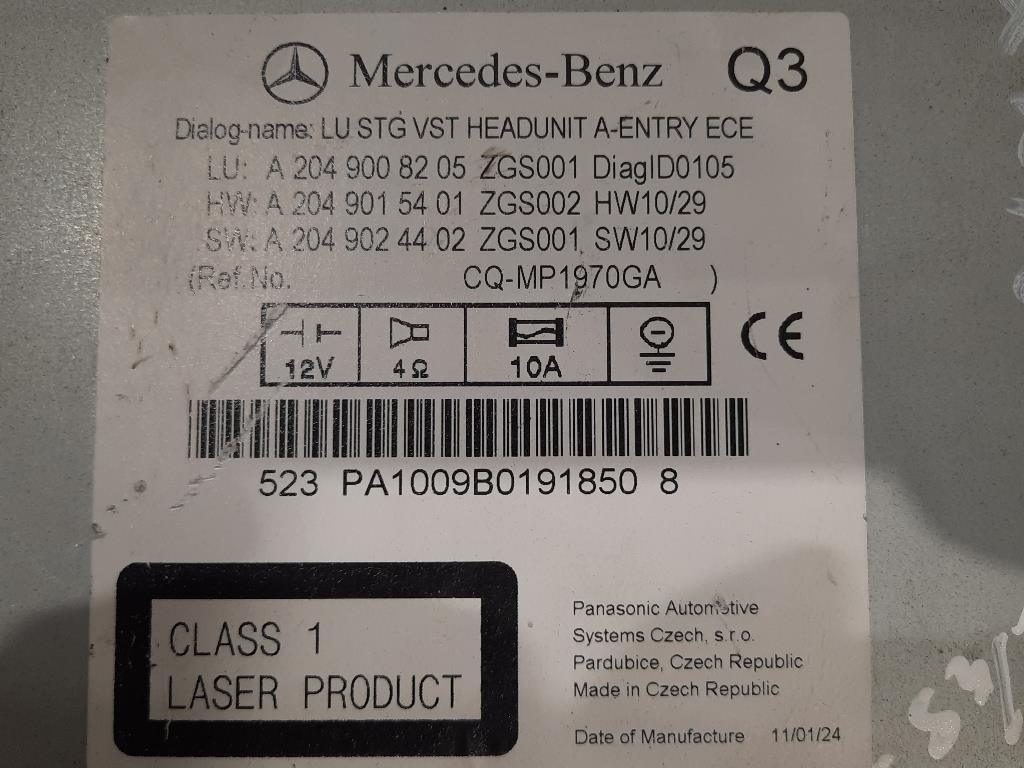 Mercedes-Benz Q3
Dialog-name: LU STG VST HEADUNIT A-ENTRY ECE
LU: A 204 900 82 05 ZGS001 DiagID0105
HW: A 204 901 54 01 ZGS002 HW10/29
SW: A 204 902 44 02 ZGS001 SW10/29
(Ref.No. CQ-MP1970GA )
12V 4Ω 10A CE
523 PA1009B0191850 8
CLASS 1
LASER PRODUCT
Panasonic Automotive
Systems Czech, s.r.o.
Pardubice, Czech Republic
Made in Czech Republic
Date of Manufacture 11/01/24